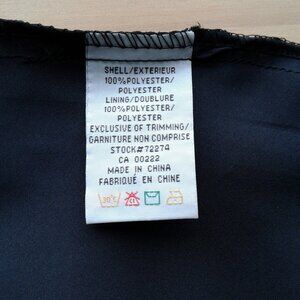 SHELL/EXTERIEUR
100%POLYESTER/
POLYESTER
LINING/DOUBLURE
100%POLYESTER/
POLYESTER
EXCLUSIVE OF TRIMMING/
GARNITURE NON COMPRISE
STOCK#72274
CA 00222
MADE IN CHINA
FABRIQUÉ EN CHINE
30°C